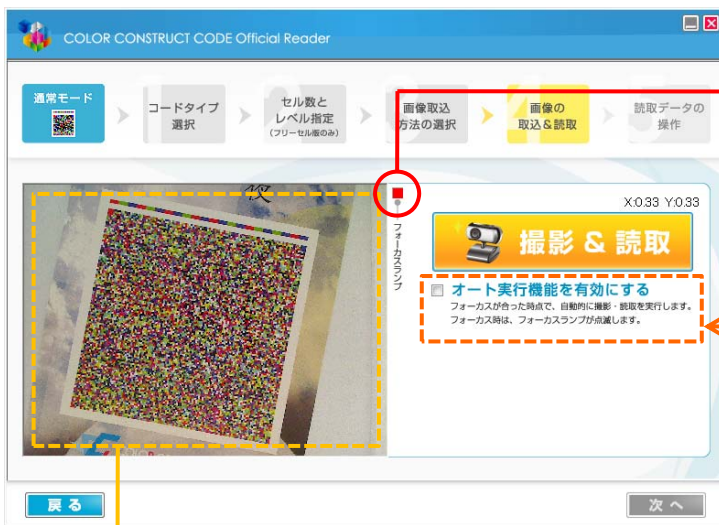 COLOR CONSTRUCT CODE Official Reader
通常モード
コードタイプ
選択
セル数と
レベル指定
(フリーセル版のみ)
画像取込
方法の選択
画像の
取込&読取
読取データの
操作
夜
フォーカスランプ
X:0.33 Y:0.33
撮影 & 読取
オート実行機能を有効にする
フォーカスが合った時点で、自動的に撮影・読取を実行します。
フォーカス時は、フォーカスランプが点滅します。
戻る
次へ